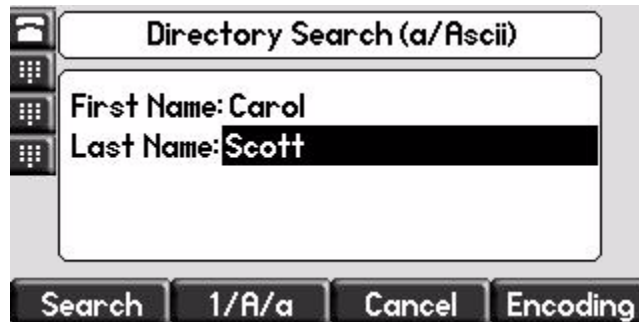 Directory Search (a/Ascii)
First Name: Carol
Last Name: Scott
Search 1/A/a Cancel Encoding